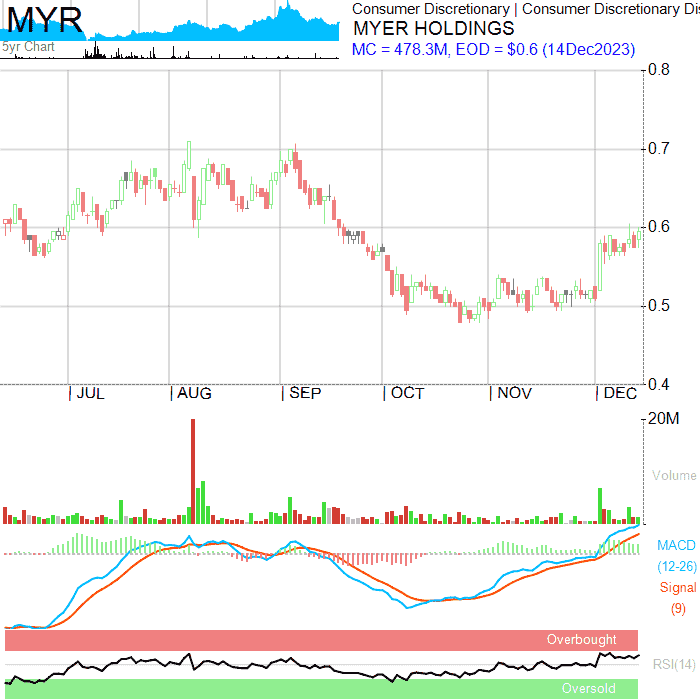 MYR
5yr Chart
Consumer Discretionary | Consumer Discretionary Dis
MYER HOLDINGS
MC = 478.3M, EOD = $0.6 (14Dec2023)
0.8
0.7
0.6
0.5
0.4
| JUL | AUG | SEP | OCT | NOV | DEC
20M
Volume
MACD
(12-26)
Signal
(9)
Overbought
RSI(14)
Oversold